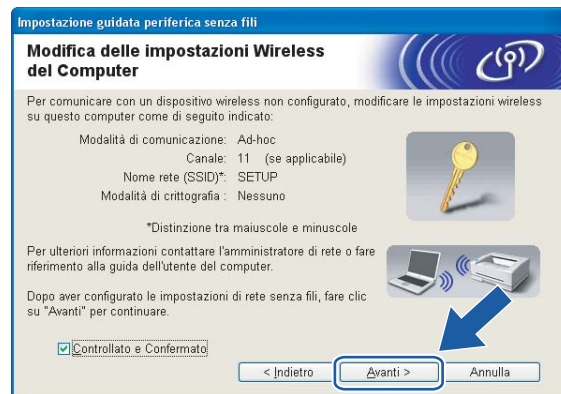 Impostazione guidata periferica senza fili
Modifica delle impostazioni Wireless
del Computer
Per comunicare con un dispositivo wireless non configurato, modificare le impostazioni wireless
su questo computer come di seguito indicato:
Modalità di comunicazione: Ad-hoc
Canale: 11 (se applicabile)
Nome rete (SSID)*: SETUP
Modalità di crittografia : Nessuno
*Distinzione tra maiuscole e minuscole
Per ulteriori informazioni contattare l'amministratore di rete o fare
riferimento alla guida dell'utente del computer.
Dopo aver configurato le impostazioni di rete senza fili, fare clic
su "Avanti" per continuare.
Controllato e Confermato
< Indietro Avanti > Annulla